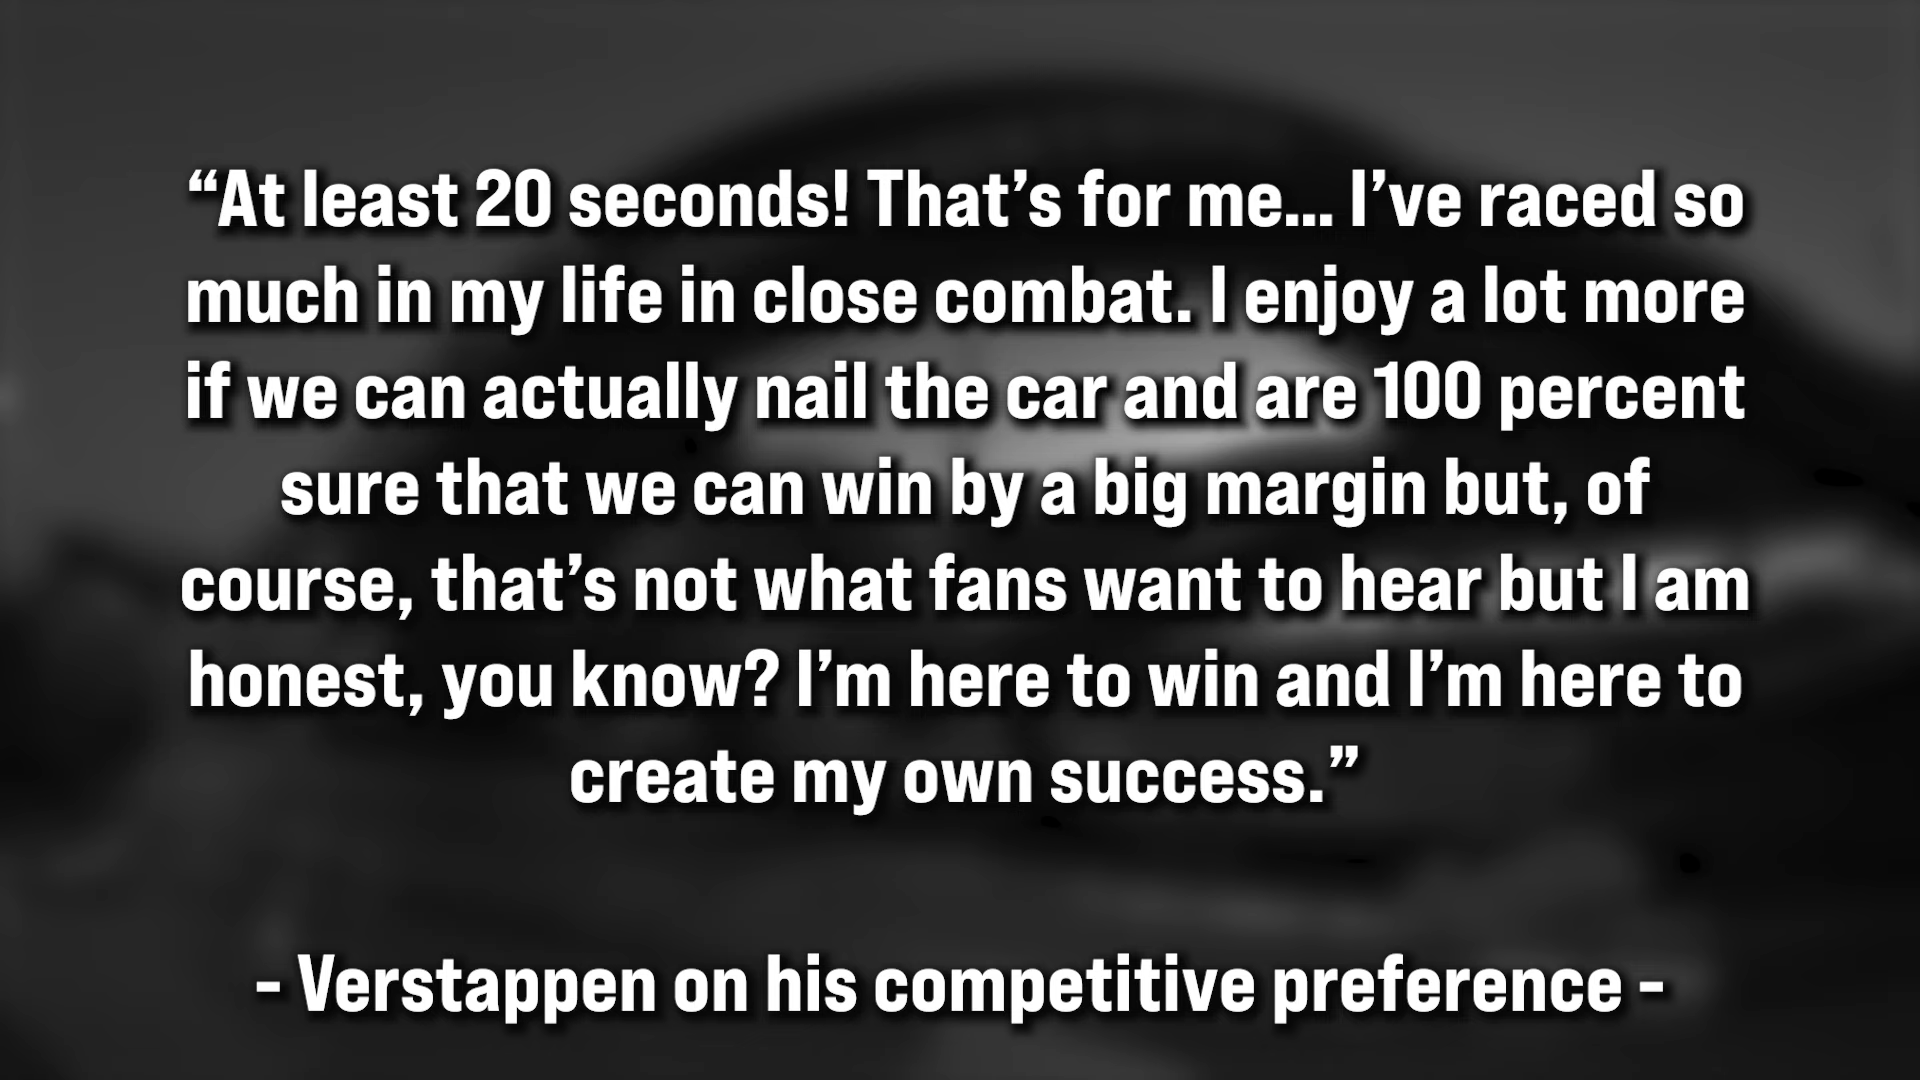 “At least 20 seconds! That’s for me... I’ve raced so
much in my life in close combat. I enjoy a lot more
if we can actually nail the car and are 100 percent
sure that we can win by a big margin but, of
course, that’s not what fans want to hear but I am
honest, you know? I’m here to win and I’m here to
create my own success.”
- Verstappen on his competitive preference -